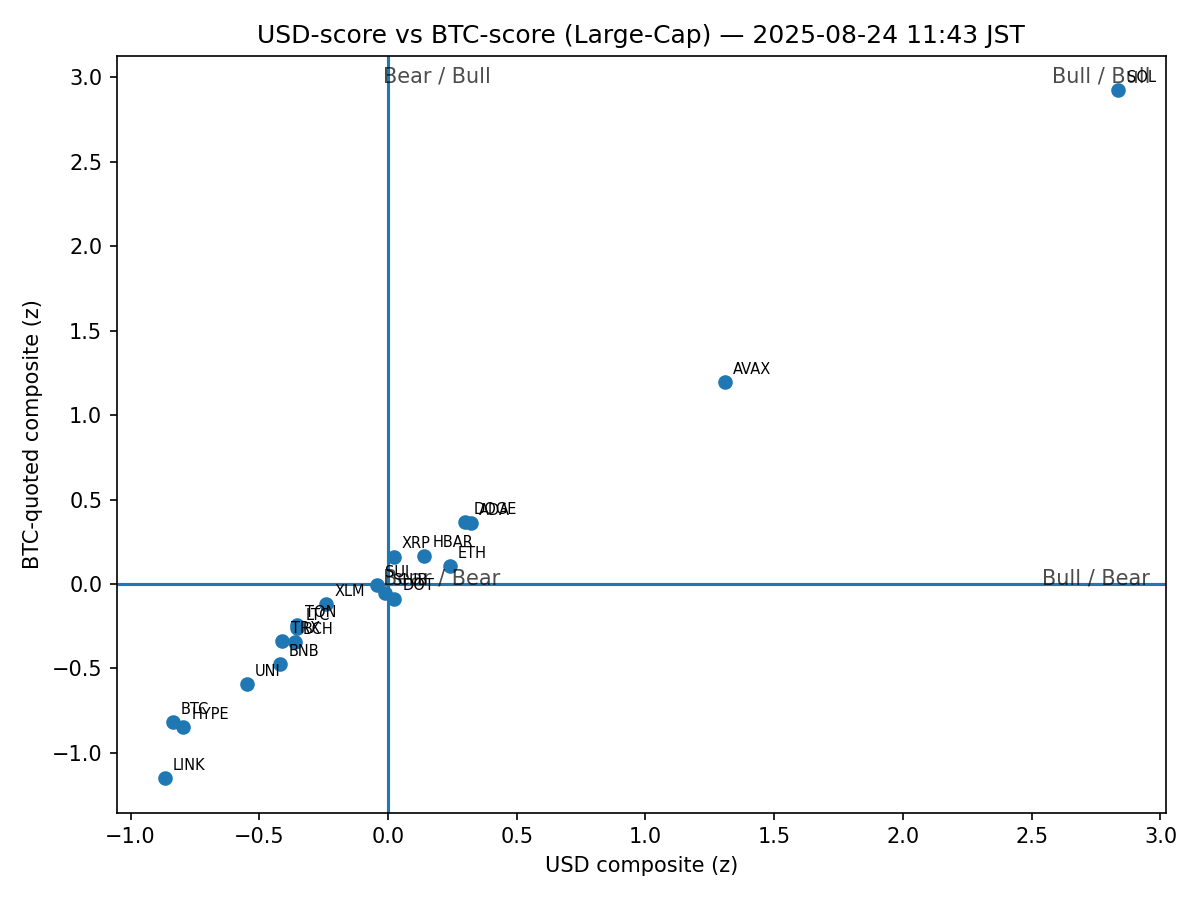 USD-score vs BTC-score (Large-Cap) — 2025-08-24 11:43 JST
3.0
Bear / Bull
Bull / Bull
SOL
2.5
2.0
1.5
AVAX
1.0
0.5
DOGE
ADA
XRP
HBAR
ETH
SUI
Bear / Bear
Bull / Bear
DOT
0.0
XLM
TON
LTC
TRX
BCH
BNB
−0.5
UNI
BTC
HYPE
LINK
−1.0
−1.0
−0.5
0.0
0.5
1.0
1.5
2.0
2.5
3.0
USD composite (z)
BTC-quoted composite (z)